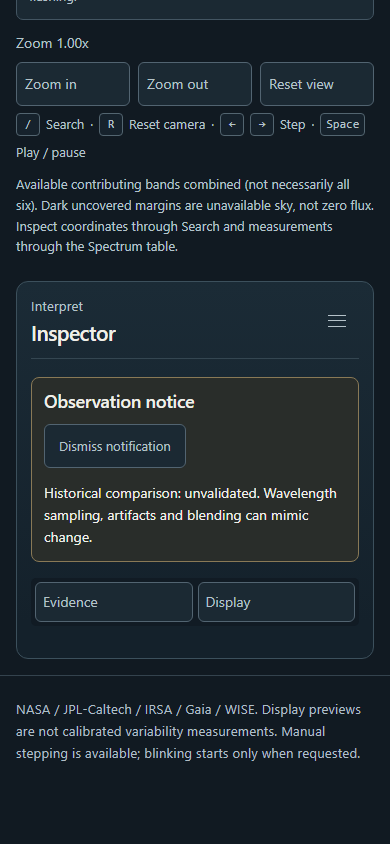 Zoom 1.00x
Zoom in
Zoom out
Reset view
/ Search · R Reset camera · ← → Step · Space
Play / pause
Available contributing bands combined (not necessarily all
six). Dark uncovered margins are unavailable sky, not zero flux.
Inspect coordinates through Search and measurements
through the Spectrum table.
Interpret
Inspector
Observation notice
Dismiss notification
Historical comparison: unvalidated. Wavelength
sampling, artifacts and blending can mimic
change.
Evidence
Display
NASA / JPL-Caltech / IRSA / Gaia / WISE. Display previews
are not calibrated variability measurements. Manual
stepping is available; blinking starts only when requested.